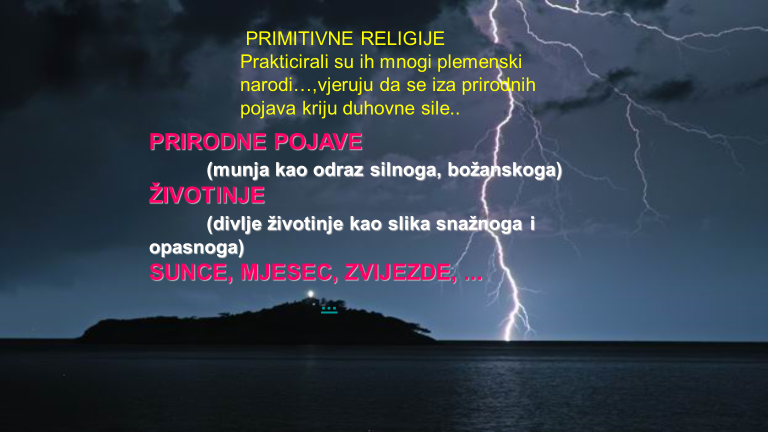 PRIMITIVNE RELIGIJE
Prakticirali su ih mnogi plemenski
narodi…,vjeruju da se iza prirodnih
pojava kriju duhovne sile..
PRIRODNE POJAVE
(munja kao odraz silnoga, božanskoga)
ŽIVOTINJE
(divlje životinje kao slika snažnoga i
opasnoga)
SUNCE, MJESEC, ZVIJEZDE, ...
...